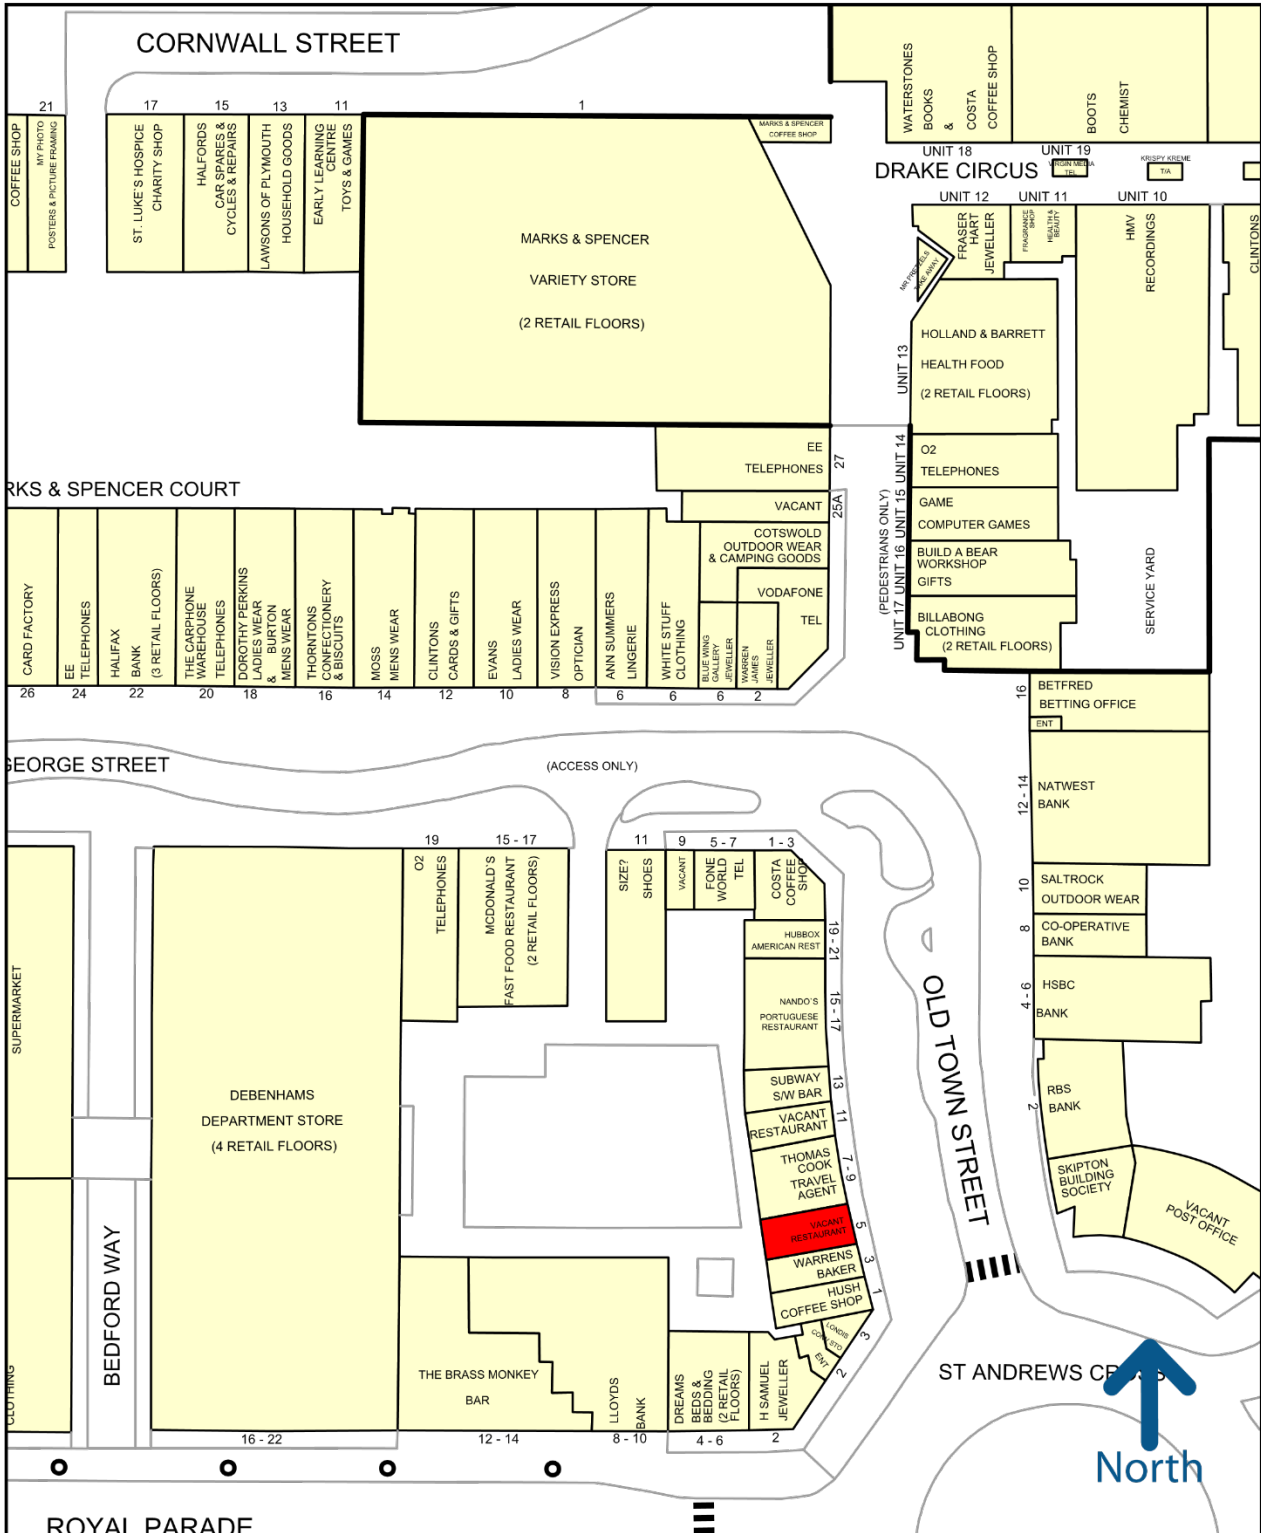 CORNWALL STREET
21
17
15
13
11
1
COFFEE SHOP
MY PHOTO
POSTERS & PICTURE FRAMING
ST. LUKE'S HOSPICE
CHARITY SHOP
HALFORDS
CAR SPARES &
CYCLES & REPAIRS
LAWSONS OF PLYMOUTH
HOUSEHOLD GOODS
EARLY LEARNING
CENTRE
TOYS & GAMES
MARKS & SPENCER
VARIETY STORE
(2 RETAIL FLOORS)
MARKS & SPENCER
COFFEE SHOP
WATERSTONES
BOOKS
&
COSTA
COFFEE SHOP
BOOTS
CHEMIST
UNIT 18
UNIT 19
DRAKE CIRCUS
VIRGIN MEDIA
TEL
KRISPY KREME
T/A
UNIT 12
UNIT 11
UNIT 10
FRASER
HART
JEWELLER
FRAGRANCE
SHOP
HEALTH &
BEAUTY
HMV
RECORDINGS
CLINTONS
MR PRETZELS
TAKE AWAY
UNIT 13
HOLLAND & BARRETT
HEALTH FOOD
(2 RETAIL FLOORS)
UNIT 14
O2
TELEPHONES
UNIT 15
GAME
COMPUTER GAMES
UNIT 16
BUILD A BEAR
WORKSHOP
GIFTS
UNIT 17
BILLABONG
CLOTHING
(2 RETAIL FLOORS)
(PEDESTRIANS ONLY)
SERVICE YARD
EE
TELEPHONES
27
VACANT
25A
COTSWOLD
OUTDOOR WEAR
& CAMPING GOODS
VODAFONE
TEL
RKS & SPENCER COURT
CARD FACTORY
EE
TELEPHONES
HALIFAX
BANK
(3 RETAIL FLOORS)
THE CARPHONE
WAREHOUSE
TELEPHONES
DOROTHY PERKINS
LADIES WEAR
& BURTON
MENS WEAR
THORNTONS
CONFECTIONERY
& BISCUITS
MOSS
MENS WEAR
CLINTONS
CARDS & GIFTS
EVANS
LADIES WEAR
VISION EXPRESS
OPTICIAN
ANN SUMMERS
LINGERIE
WHITE STUFF
CLOTHING
BLUE WING
GALLERY
JEWELLER
WARREN
JAMES
JEWELLER
26
24
22
20
18
16
14
12
10
8
6
6
6
2
16
BETFRED
BETTING OFFICE
ENT
12 - 14
NATWEST
BANK
10
SALTROCK
OUTDOOR WEAR
8
CO-OPERATIVE
BANK
4 - 6
HSBC
BANK
2
RBS
BANK
SKIPTON
BUILDING
SOCIETY
VACANT
POST OFFICE
GEORGE STREET
(ACCESS ONLY)
19
15 - 17
11
9
5 - 7
1 - 3
O2
TELEPHONES
MCDONALD'S
FAST FOOD RESTAURANT
(2 RETAIL FLOORS)
SIZE?
SHOES
VACANT
FONE
WORLD
TEL
COSTA
COFFEE
SHOP
HUBBOX
AMERICAN REST
19 - 21
NANDO'S
PORTUGUESE
RESTAURANT
15 - 17
SUBWAY
S/W BAR
13
VACANT
RESTAURANT
11
THOMAS
COOK
TRAVEL
AGENT
7 - 9
VACANT
RESTAURANT
5
WARRENS
BAKER
3
HUSH
COFFEE SHOP
1
LONDIS
CONV STO
3
ENT
2
OLD TOWN STREET
SUPERMARKET
DEBENHAMS
DEPARTMENT STORE
(4 RETAIL FLOORS)
CLOTHING
BEDFORD WAY
THE BRASS MONKEY
BAR
LLOYDS
BANK
DREAMS
BEDS &
BEDDING
(2 RETAIL
FLOORS)
H SAMUEL
JEWELLER
16 - 22
12 - 14
8 - 10
4 - 6
2
ST ANDREWS CROSS
North
ROYAL PARADE